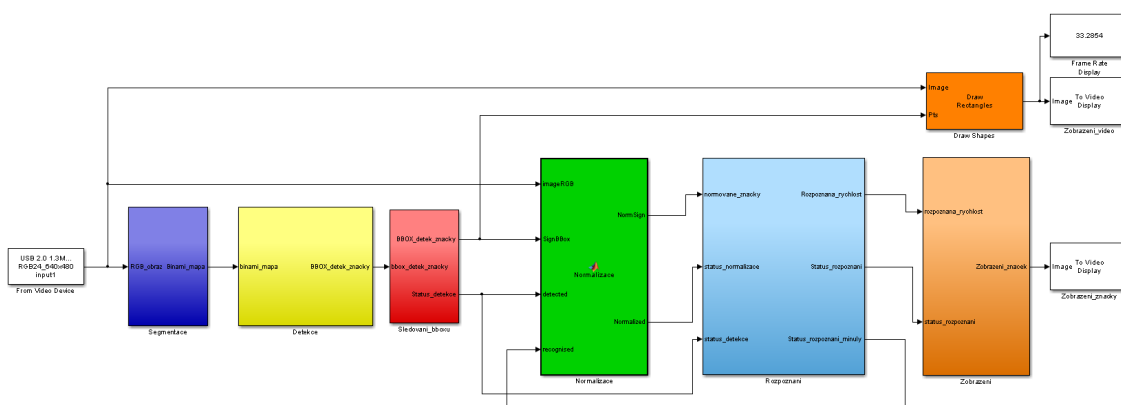 33.2854
Frame Rate
Display
Image
Draw
Rectangles
Pts
Draw Shapes
Image
To Video
Display
Zobrazeni_video
USB 2.0 1.3M...
RGB24_640x480
input1
From Video Device
RGB_obraz
Binarni_mapa
Segmentace
binarni_mapa
BBOX_detek_znacky
Detekce
BBOX_detek_znacky
bbox_detek_znacky
Status_detekce
Sledovani_bboxu
imageRGB
NormSign
SignBBox
Normalizace
detected
Normalized
recognised
Normalizace
normovane_znacky
Rozpoznana_rychlost
status_normalizace
Status_rozpoznani
status_detekce
Status_rozpoznani_minuly
Rozpoznani
rozpoznana_rychlost
Zobrazeni_znacek
status_rozpoznani
Zobrazeni
Image
To Video
Display
Zobrazeni_znacky